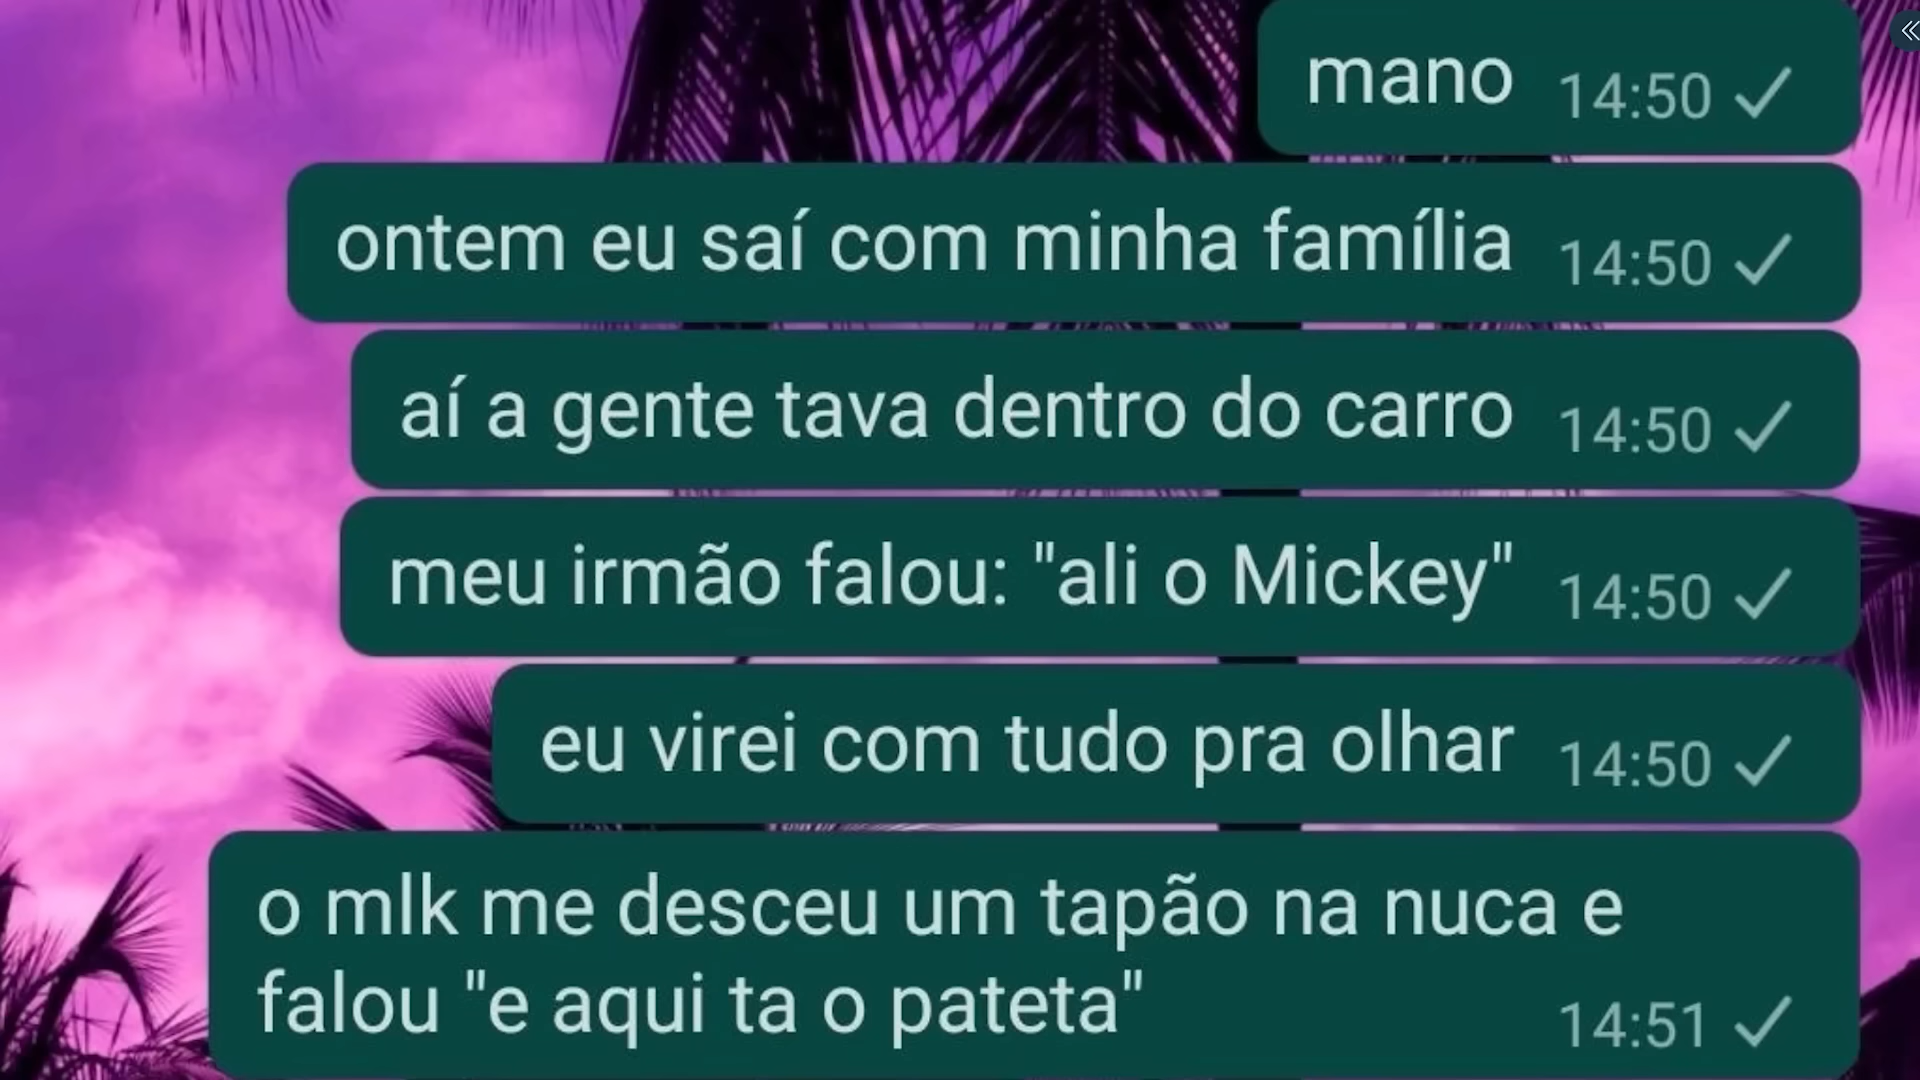 mano 14:50
ontem eu saí com minha família 14:50
aí a gente tava dentro do carro 14:50
meu irmão falou: "ali o Mickey" 14:50
eu virei com tudo pra olhar 14:50
o mlk me desceu um tapão na nuca e
falou "e aqui ta o pateta" 14:51